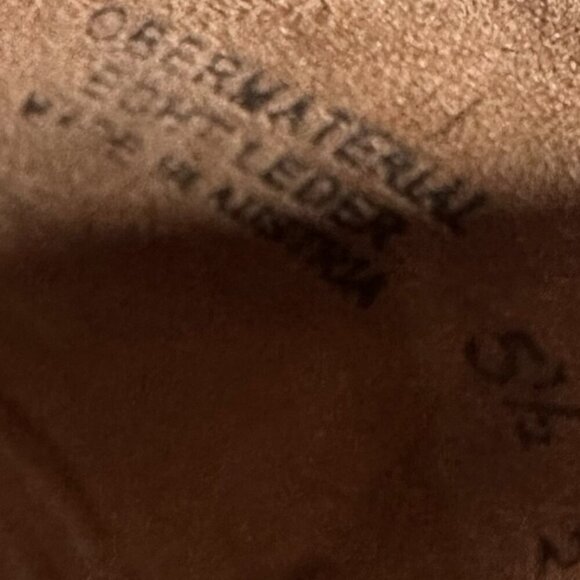 OBERMATERIAL
ECHT LEDER
MADE IN AUSTRIA
5½